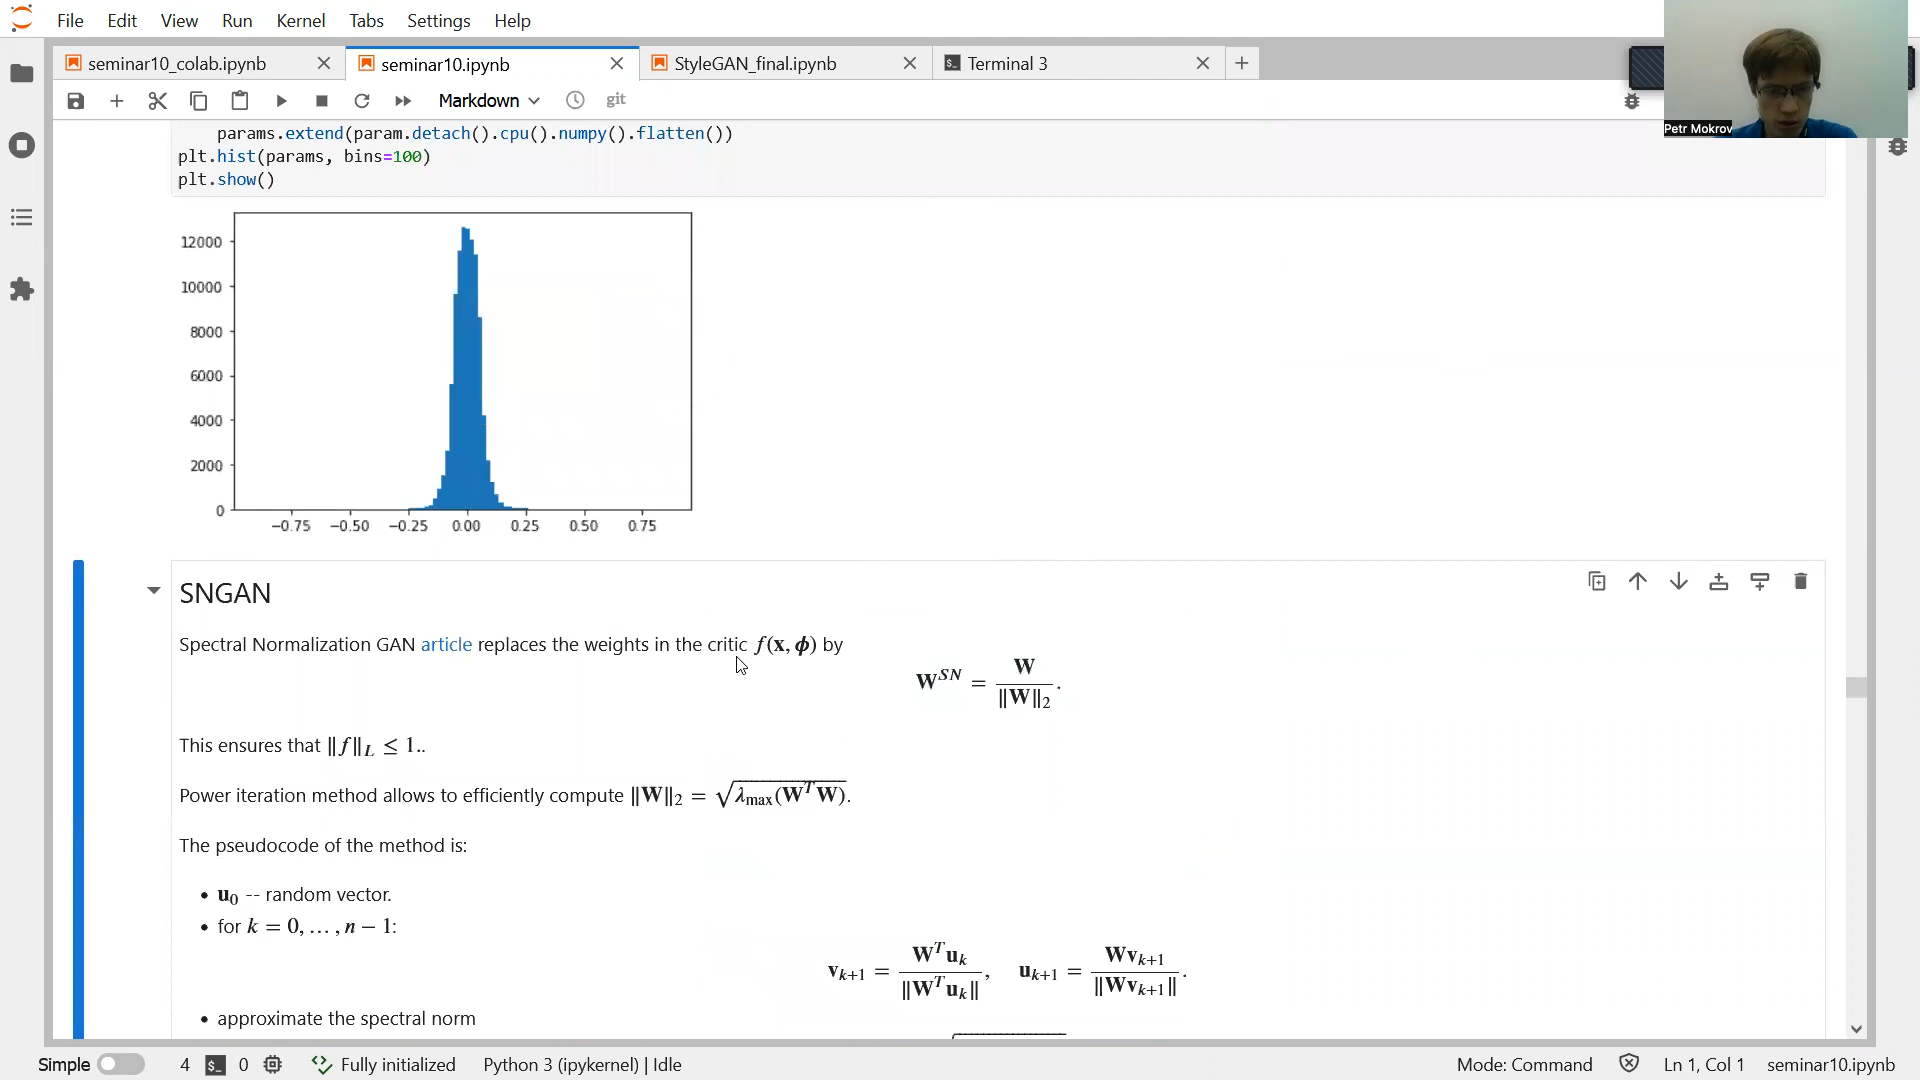 File Edit View Run Kernel Tabs Settings Help
seminar10_colab.ipynb seminar10.ipynb StyleGAN_final.ipynb Terminal 3
Markdown git
Petr Mokrov
params.extend(param.detach().cpu().numpy().flatten())
plt.hist(params, bins=100)
plt.show()
12000
10000
8000
6000
4000
2000
0
−0.75 −0.50 −0.25 0.00 0.25 0.50 0.75
SNGAN
Spectral Normalization GAN article replaces the weights in the critic f(x, ϕ) by
W^{SN} = W / ‖W‖_2 .
This ensures that ‖f‖_L ≤ 1..
Power iteration method allows to efficiently compute ‖W‖_2 = √λ_max(W^T W).
The pseudocode of the method is:
• u_0 -- random vector.
• for k = 0, … , n − 1:
v_{k+1} = W^T u_k / ‖W^T u_k‖ , u_{k+1} = Wv_{k+1} / ‖Wv_{k+1}‖ .
• approximate the spectral norm
Simple 4 $_ 0 Fully initialized Python 3 (ipykernel) | Idle Mode: Command Ln 1, Col 1 seminar10.ipynb